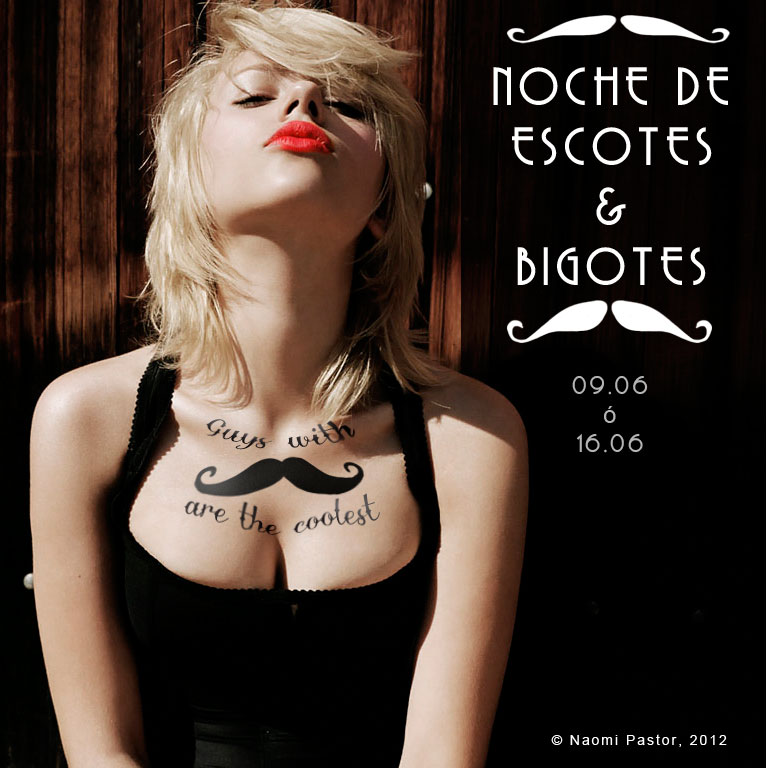 NOCHE DE
ESCOTES
&
BIGOTES
09.06
ó
16.06
Guys with
are the coolest
© Naomi Pastor, 2012